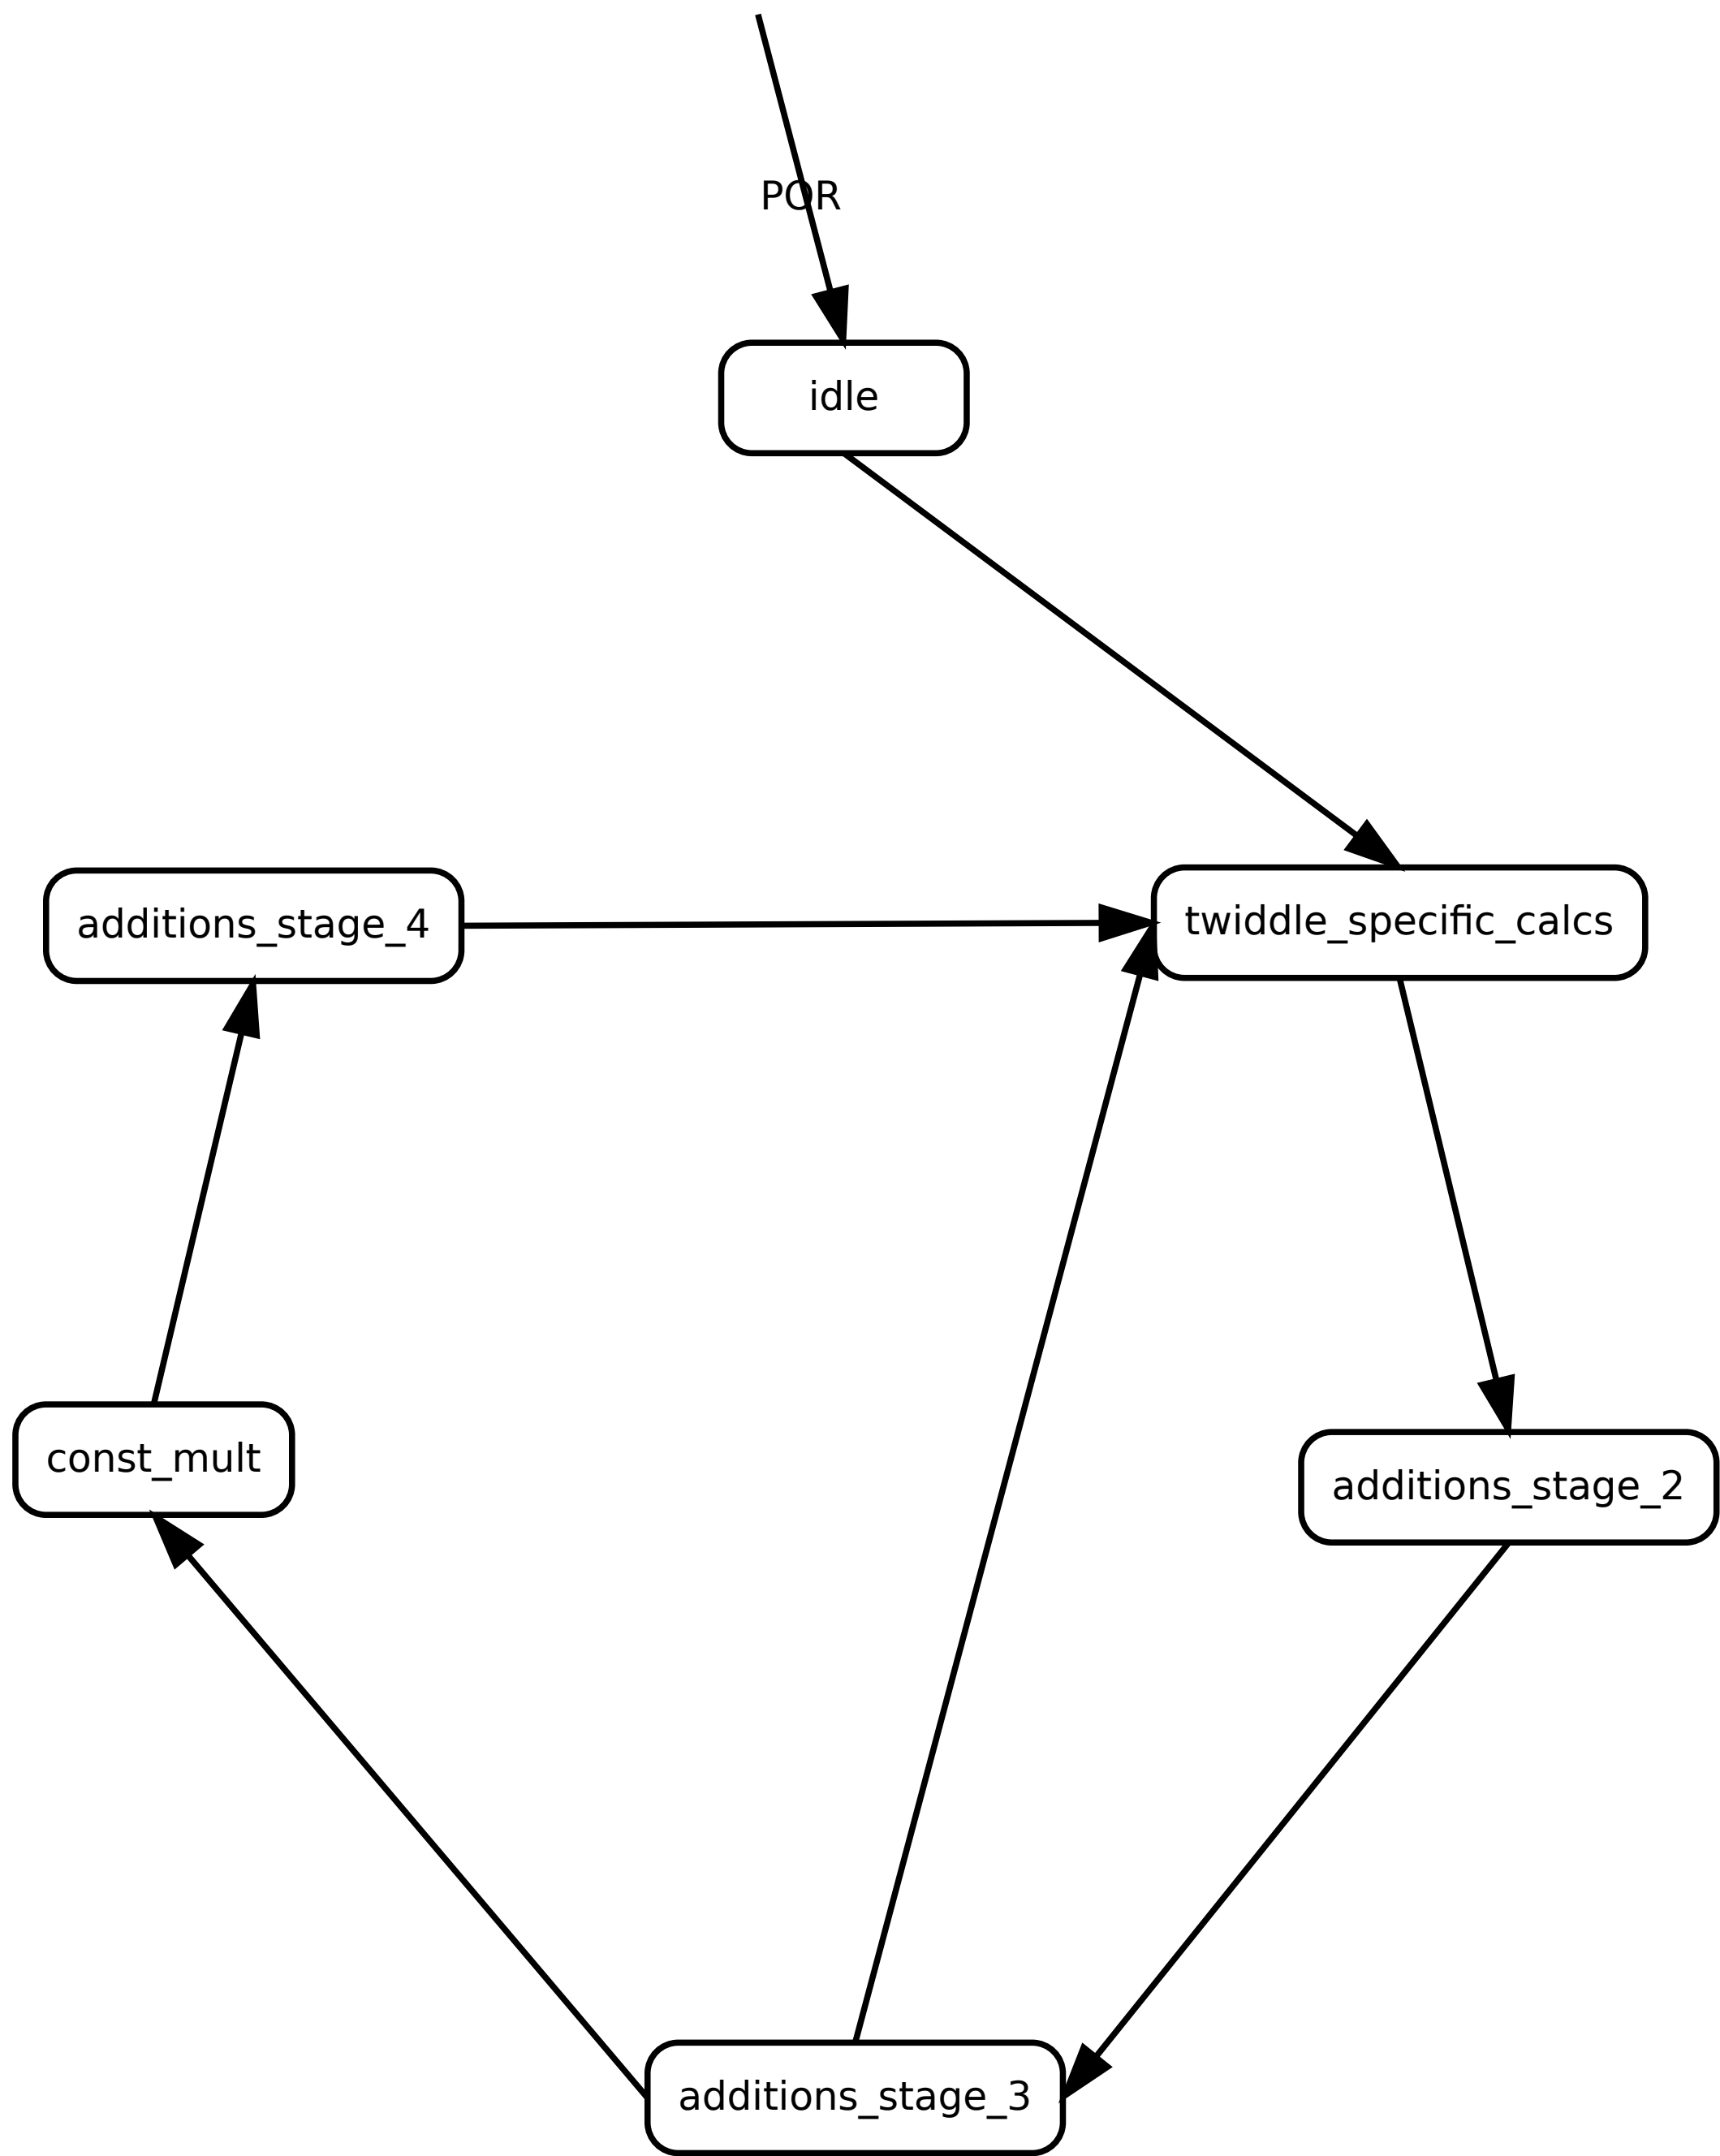 POR
idle
additions_stage_4
twiddle_specific_calcs
const_mult
additions_stage_2
additions_stage_3